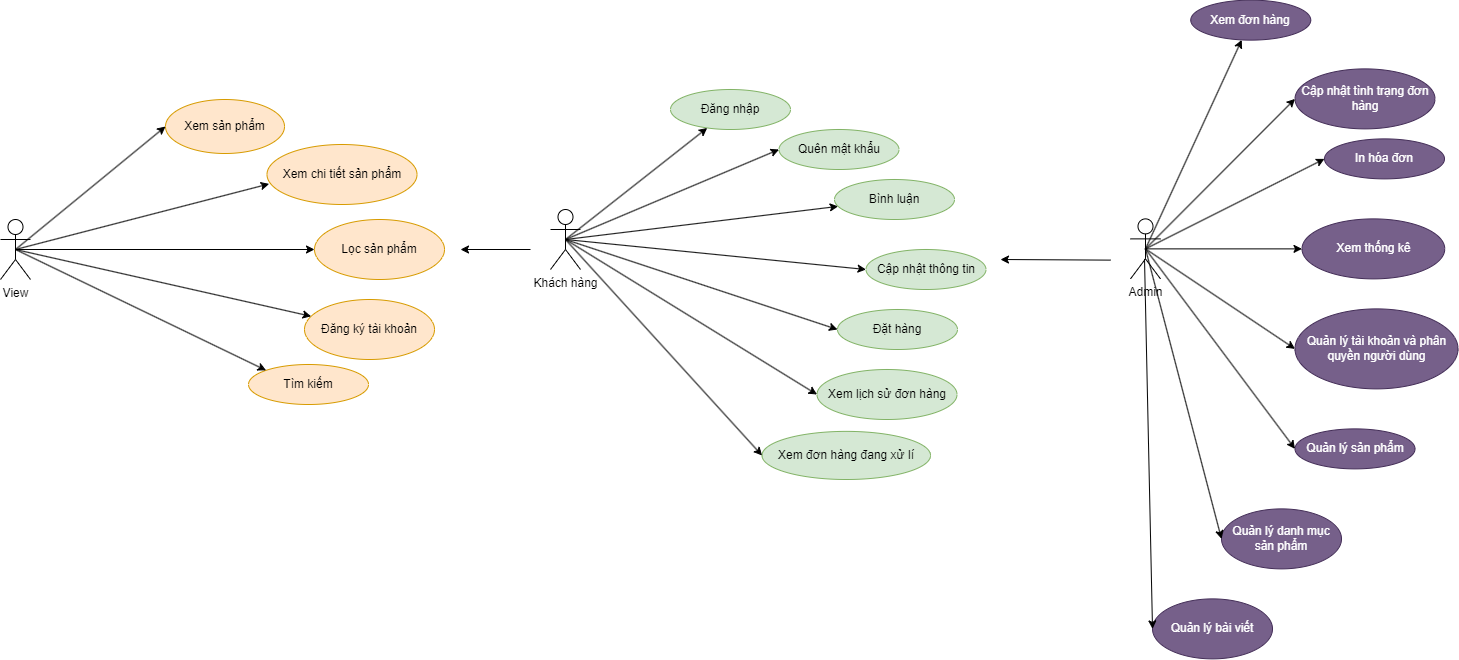 Xem sản phẩm
Xem chi tiết sản phẩm
Lọc sản phẩm
Đăng ký tài khoản
Tìm kiếm
View
Đăng nhập
Quên mật khẩu
Bình luận
Cập nhật thông tin
Đặt hàng
Xem lịch sử đơn hàng
Xem đơn hàng đang xử lí
Khách hàng
Xem đơn hàng
Cập nhật tình trạng đơn
hàng
In hóa đơn
Xem thống kê
Quản lý tài khoản và phân
quyền người dùng
Quản lý sản phẩm
Quản lý danh mục
sản phẩm
Quản lý bài viết
Admin